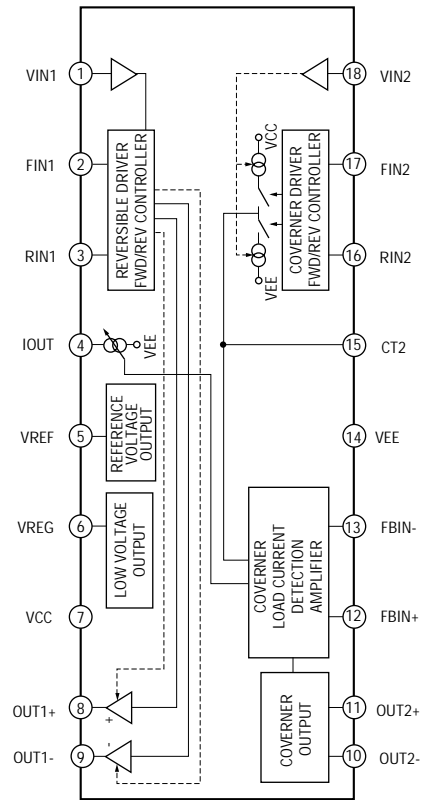 VIN1
1
18
VIN2
FIN1
2
REVERSIBLE DRIVER
FWD/REV CONTROLLER
VCC
COVERNER DRIVER
FWD/REV CONTROLLER
17
FIN2
RIN1
3
VEE
16
RIN2
IOUT
4
VEE
15
CT2
VREF
5
REFERENCE
VOLTAGE
OUTPUT
14
VEE
VREG
6
LOW VOLTAGE
OUTPUT
COVERNER
LOAD CURRENT
DETECTION
AMPLIFIER
13
FBIN-
VCC
7
12
FBIN+
OUT1+
8
+
COVERNER
OUTPUT
11
OUT2+
OUT1-
9
-
10
OUT2-